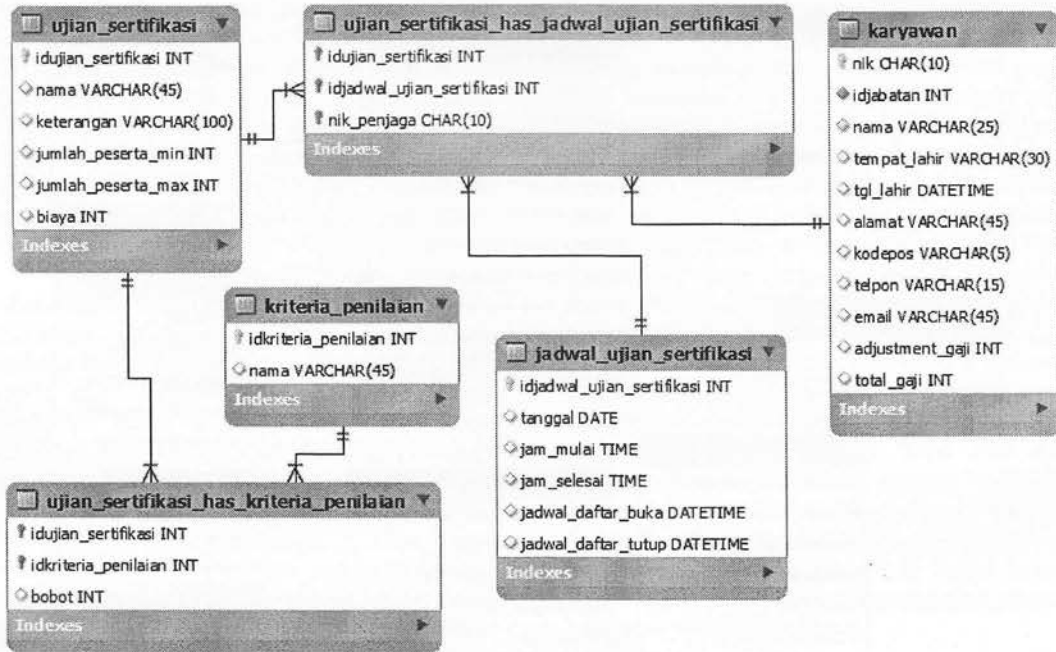 ujian_sertifikasi
idujian_sertifikasi INT
nama VARCHAR(45)
keterangan VARCHAR(100)
jumlah_peserta_min INT
jumlah_peserta_max INT
biaya INT
Indexes
ujian_sertifikasi_has_jadwal_ujian_sertifikasi
idujian_sertifikasi INT
idjadwal_ujian_sertifikasi INT
nik_penjaga CHAR(10)
Indexes
karyawan
nik CHAR(10)
idjabatan INT
nama VARCHAR(25)
tempat_lahir VARCHAR(30)
tgl_lahir DATETIME
alamat VARCHAR(45)
kodepos VARCHAR(5)
telpon VARCHAR(15)
email VARCHAR(45)
adjustment_gaji INT
total_gaji INT
Indexes
kriteria_penilaian
idkriteria_penilaian INT
nama VARCHAR(45)
Indexes
jadwal_ujian_sertifikasi
idjadwal_ujian_sertifikasi INT
tanggal DATE
jam_mulai TIME
jam_selesai TIME
jadwal_daftar_buka DATETIME
jadwal_daftar_tutup DATETIME
Indexes
ujian_sertifikasi_has_kriteria_penilaian
idujian_sertifikasi INT
idkriteria_penilaian INT
bobot INT
Indexes